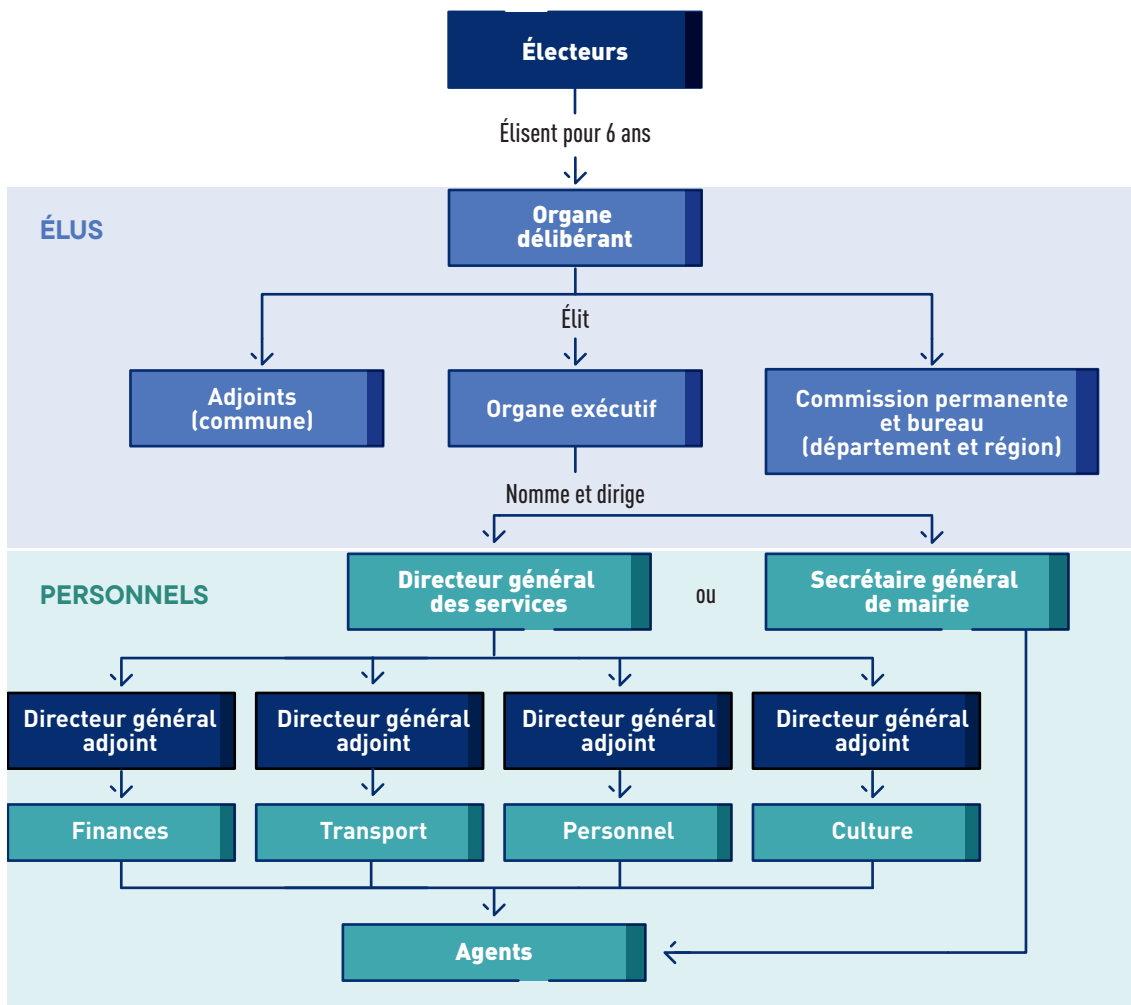 Électeurs
Élisent pour 6 ans
ÉLUS
Organe
délibérant
Élit
Adjoints
(commune)
Organe exécutif
Commission permanente
et bureau
(département et région)
Nomme et dirige
PERSONNELS
Directeur général
des services
ou
Secrétaire général
de mairie
Directeur général
adjoint
Directeur général
adjoint
Directeur général
adjoint
Directeur général
adjoint
Finances
Transport
Personnel
Culture
Agents